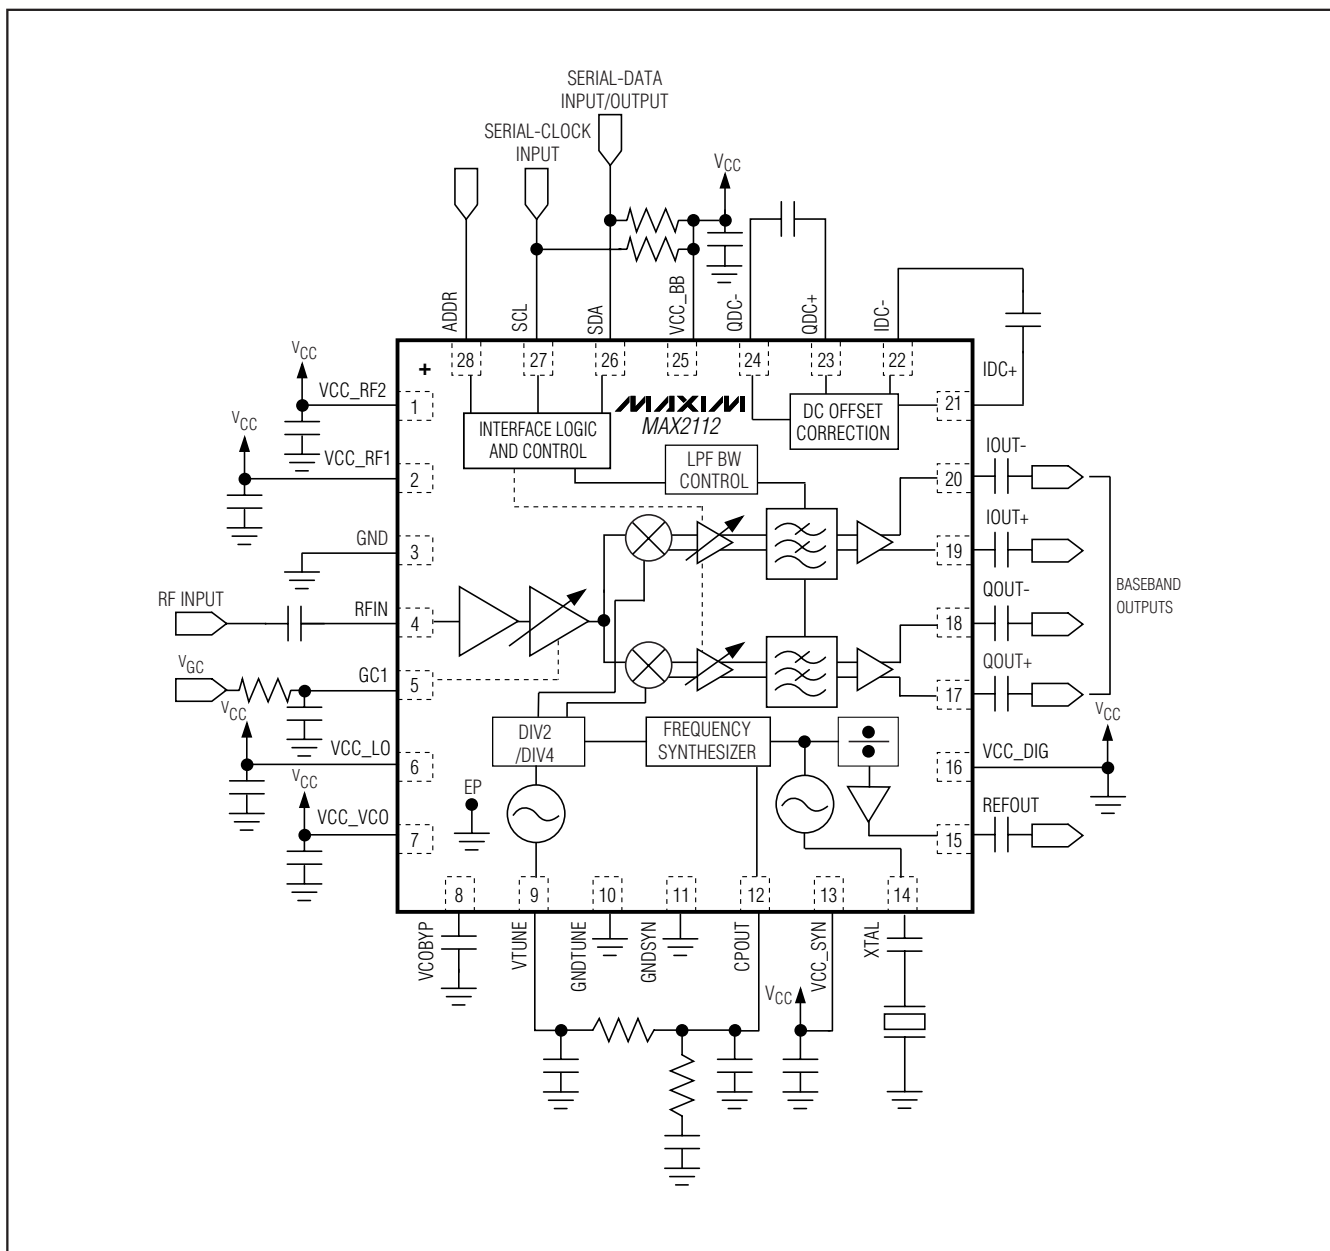 SERIAL-DATA
INPUT/OUTPUT
SERIAL-CLOCK
INPUT
VCC
ADDR
SCL
SDA
VCC_BB
QDC-
QDC+
IDC-
IDC+
28
27
26
25
24
23
22
+
MAXIM
MAX2112
INTERFACE LOGIC
AND CONTROL
DC OFFSET
CORRECTION
LPF BW
CONTROL
VCC
VCC_RF2
1
VCC
VCC_RF1
2
GND
3
RF INPUT
RFIN
4
VGC
GC1
5
VCC
VCC_LO
6
VCC
VCC_VCO
7
21
IOUT-
20
IOUT+
19
QOUT-
18
QOUT+
17
BASEBAND
OUTPUTS
VCC
VCC_DIG
16
REFOUT
15
DIV2
/DIV4
FREQUENCY
SYNTHESIZER
EP
8
9
10
11
12
13
14
VCOBYP
VTUNE
GNDTUNE
GNDSYN
CPOUT
VCC_SYN
XTAL
VCC